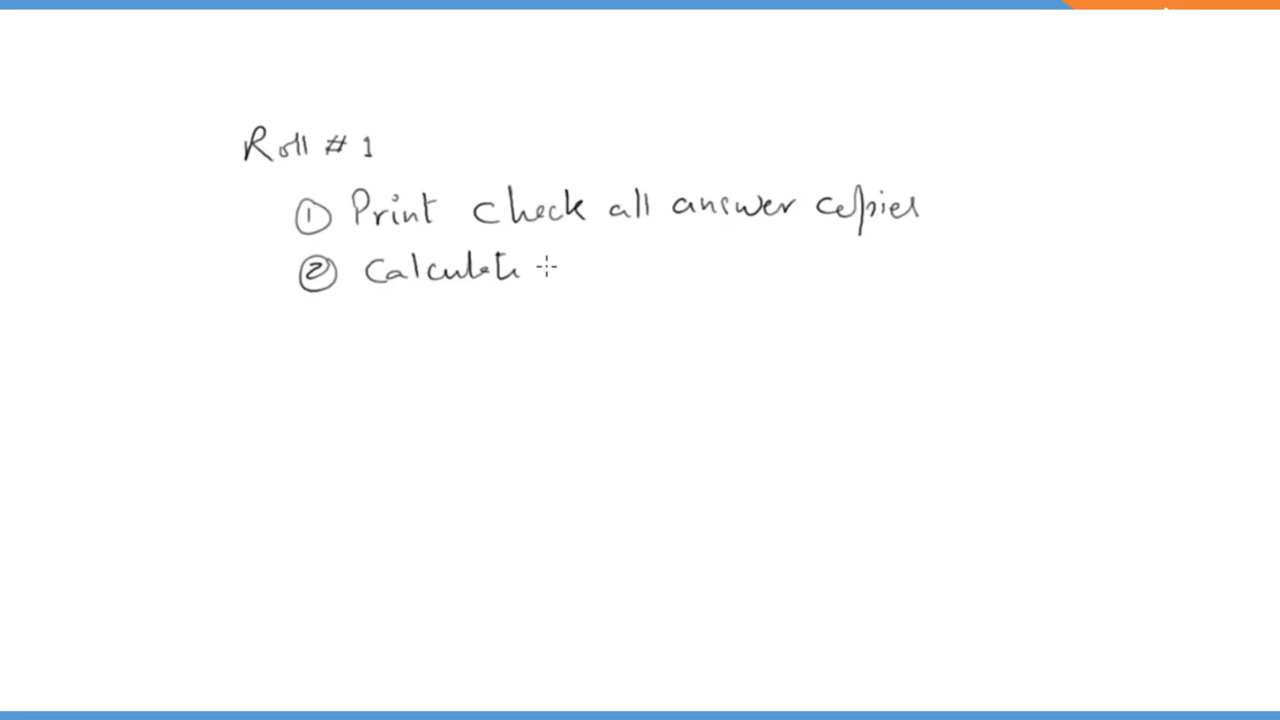 Roll # 1
① Print check all answer copies
② Calculate